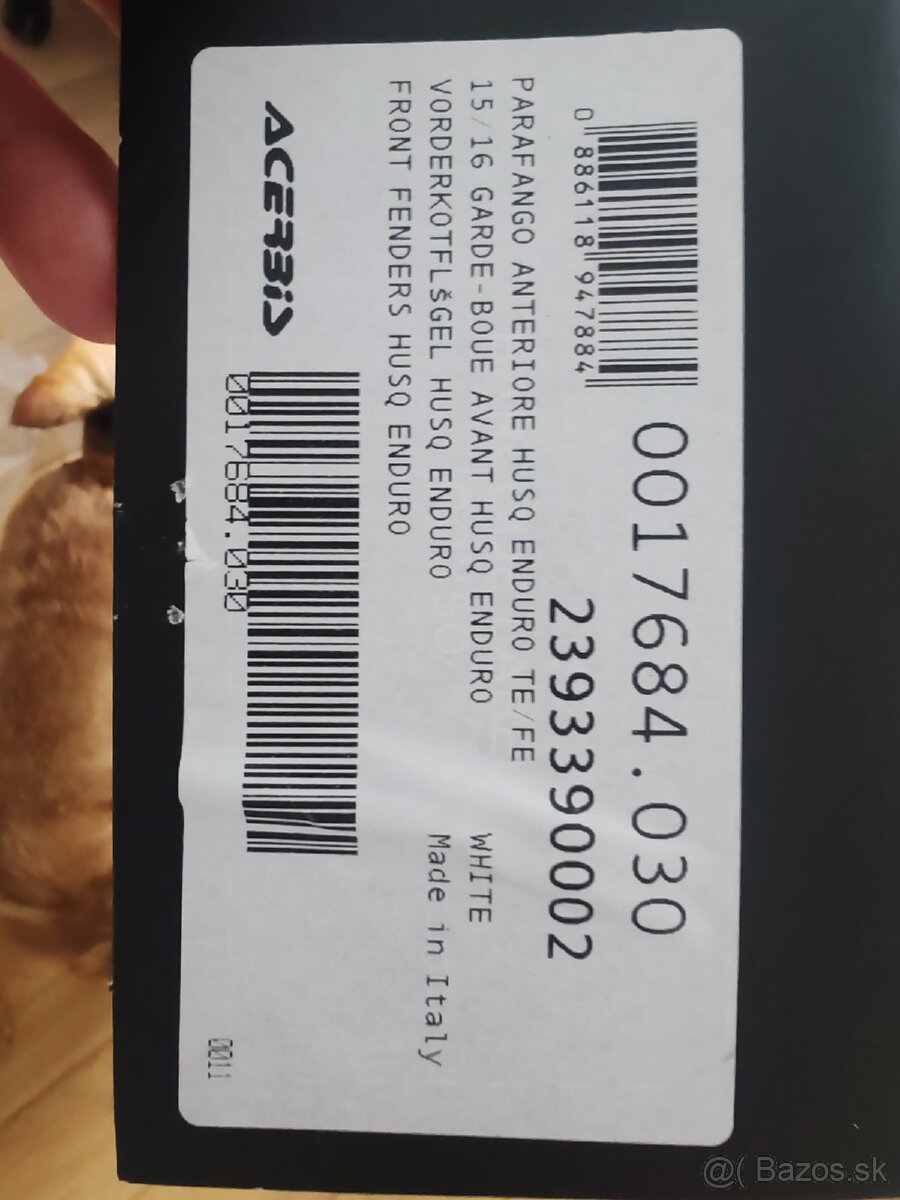 0017684.030
0 886118 947884
2393390002
PARAFANGO ANTERIORE HUSQ ENDURO TE/FE
15/16 GARDE-BOUE AVANT HUSQ ENDURO
WHITE
VORDERKOTFLŠGEL HUSQ ENDURO
Made in Italy
FRONT FENDERS HUSQ ENDURO
ACERBIS
0017684.030
0011
@( Bazos.sk